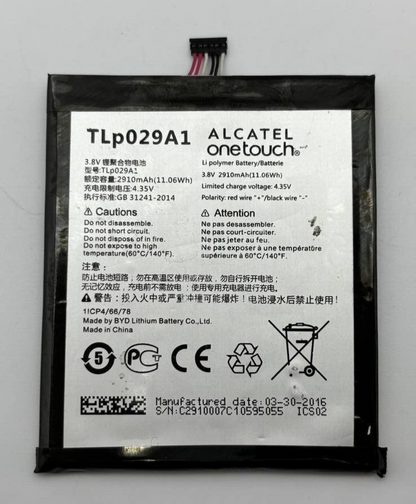 TLp029A1
ALCATEL
onetouch®
3.8V 锂聚合物电池
型号:TLp029A1
额定容量:2910mAh(11.06Wh)
充电限制电压:4.35V
执行标准:GB 31241-2014
Li polymer Battery/Batterie
3.8V 2910mAh(11.06Wh)
Limited charge voltage: 4.35V
Polarity: red wire "+"/black wire "-"
⚠ Cautions
Do not disassemble.
Do not short circuit.
Do not dispose of in fire.
Do not expose to high
temperature(60°C/140°F).
⚠ Attention
Ne pas desassembler.
Ne pas court-circuiter.
Ne pas jeter au feu.
Ne pas exposer à une température
supérieure à 60°C/140°F.
注意：
防止电池短路；勿在高温区使用或存放，勿自行拆开电池；
无记忆效应，充电前不需要放电；使用专用充电器进行充电。
⚠ 警告：投入火中或严重冲撞可能爆炸！电池浸水后禁止使用。
1ICP4/66/78
Made by BYD Lithium Battery Co.,Ltd.
Made in China
5
PC
CE
Manufactured date: 03-30-2016
S/N:C2910007C10595055 ICS02